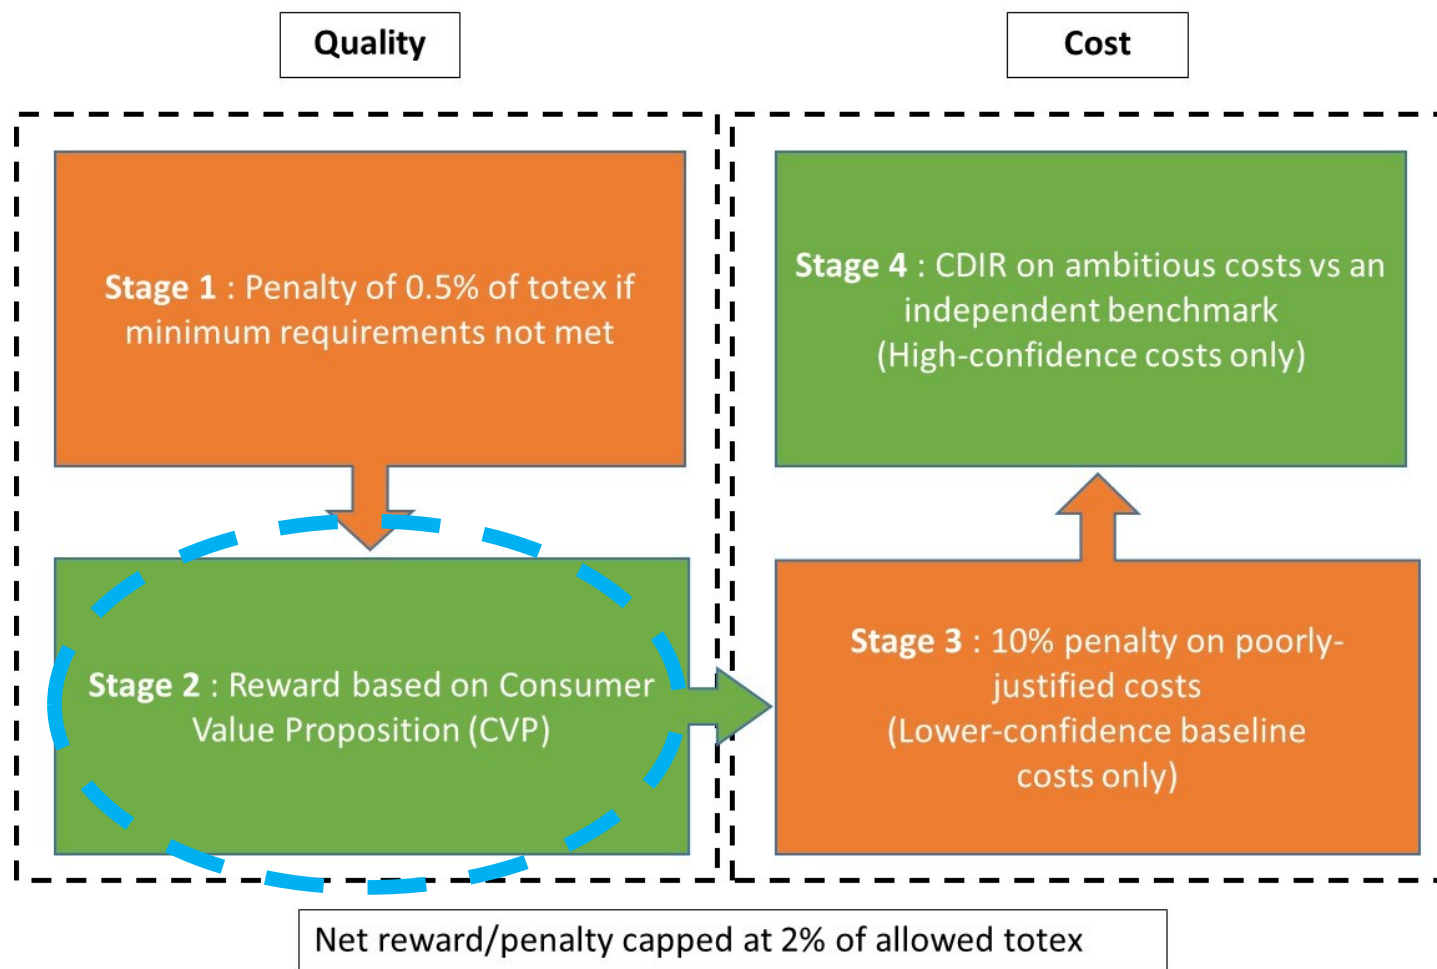 Quality
Stage 1 : Penalty of 0.5% of totex if
minimum requirements not met
Stage 2 : Reward based on Consumer
Value Proposition (CVP)
Cost
Stage 4 : CDIR on ambitious costs vs an
independent benchmark
(High-confidence costs only)
Stage 3 : 10% penalty on poorly-
justified costs
(Lower-confidence baseline
costs only)
Net reward/penalty capped at 2% of allowed totex